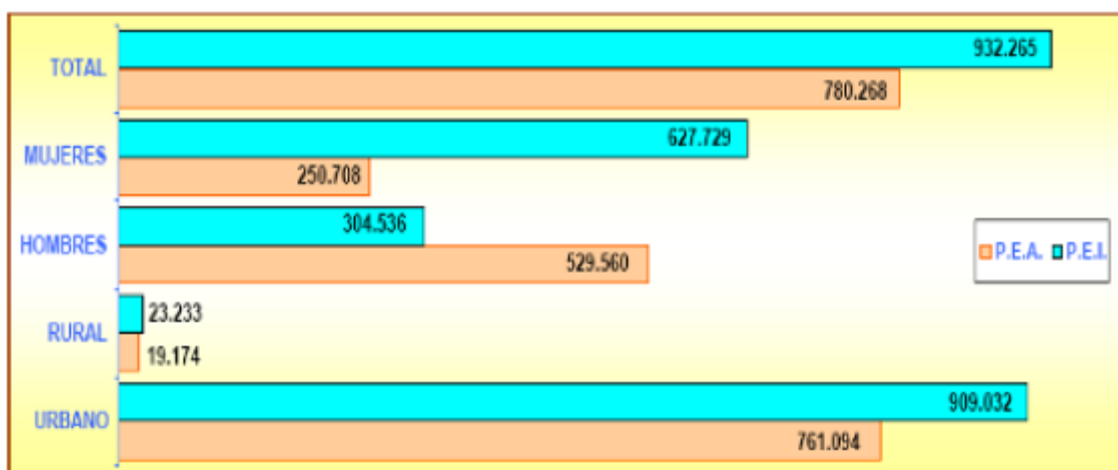 932.265
TOTAL
780.268
627.729
MUJERES
250.708
304.536
HOMBRES
529.560
P.E.A. P.E.I.
23.233
RURAL
19.174
909.032
URBANO
761.094